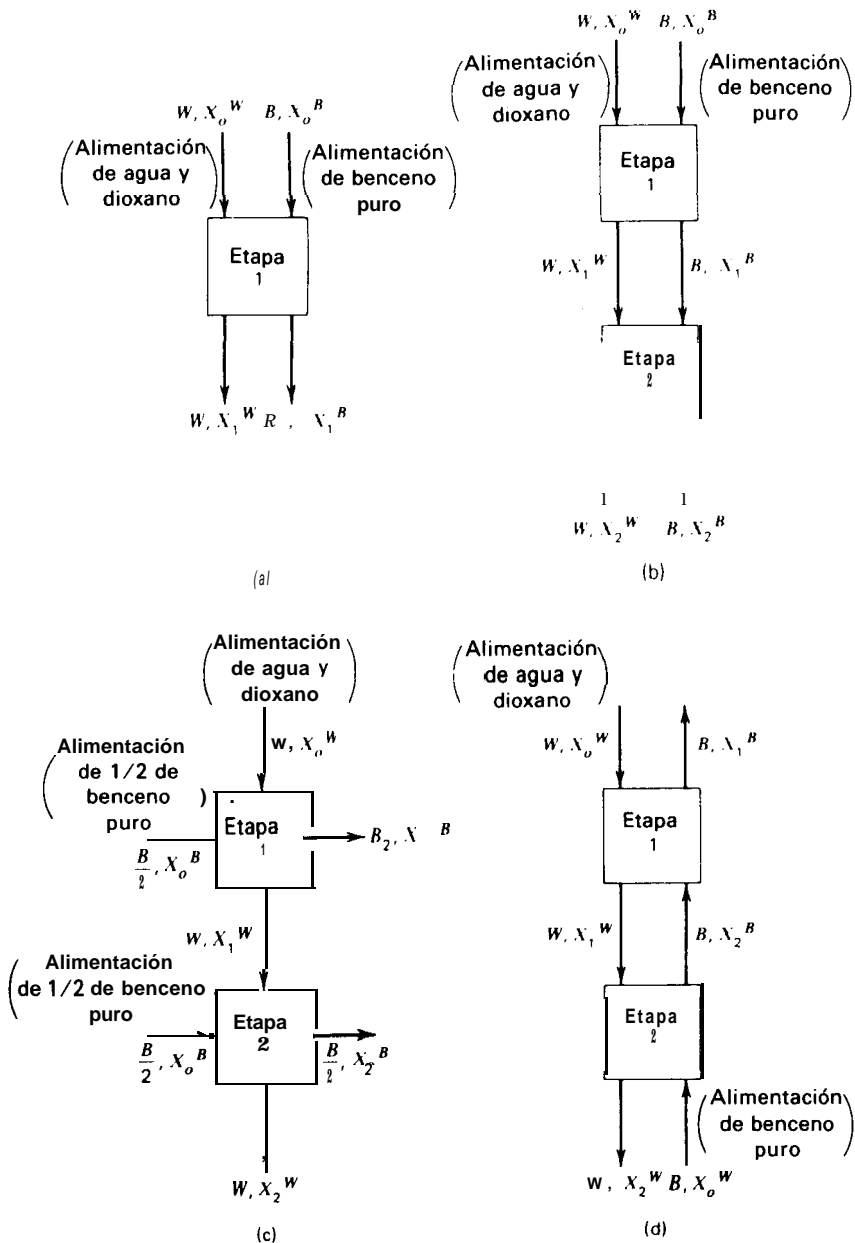 W, X_o^W B, X_o^B
(Alimentación
de agua y
dioxano)
(Alimentación
de benceno
puro)
Etapa
1
W, X_1^W R , X_1^B
(al
W, X_o^W B, X_o^B
(Alimentación
de agua y
dioxano)
(Alimentación
de benceno
puro)
Etapa
1
W, X_1^W B, X_1^B
Etapa
2
1 1
W, X_2^W B, X_2^B
(b)
(Alimentación
de agua y
dioxano)
w, X_o^W
(Alimentación
de 1/2 de
benceno
puro)
B/2, X_o^B
Etapa
1
B_2, X^B
W, X_1^W
(Alimentación
de 1/2 de benceno
puro
B/2, X_o^B
Etapa
2
B/2, X_2^B
W, X_2^W
(c)
(Alimentación
de agua y
dioxano)
W, X_o^W
B, X_1^B
Etapa
1
W, X_1^W
B, X_2^B
Etapa
2
(Alimentación
de benceno
puro)
w, X_2^W B, X_o^W
(d)